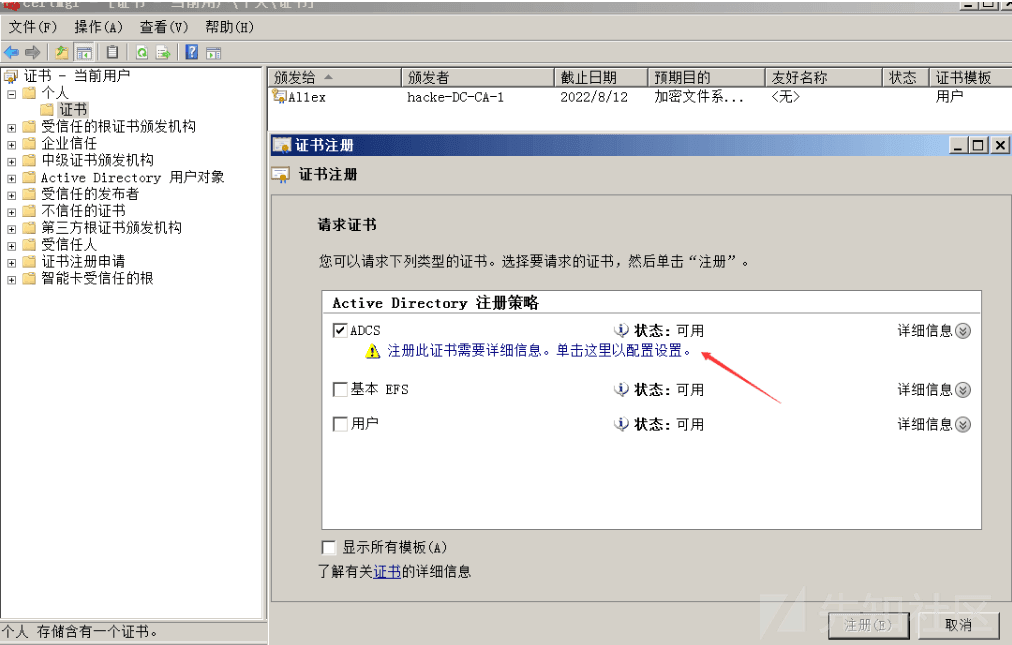 certmgr - [证书 - 当前用户\个人\证书]
文件(F) 操作(A) 查看(V) 帮助(H)
证书 - 当前用户
个人
证书
受信任的根证书颁发机构
企业信任
中级证书颁发机构
Active Directory 用户对象
受信任的发布者
不信任的证书
第三方根证书颁发机构
受信任人
证书注册申请
智能卡受信任的根
颁发给 颁发者 截止日期 预期目的 友好名称 状态 证书模板
Allex hacke-DC-CA-1 2022/8/12 加密文件系... <无> 用户
证书注册
证书注册
请求证书
您可以请求下列类型的证书。选择要请求的证书，然后单击“注册”。
Active Directory 注册策略
ADCS 状态: 可用 详细信息
注册此证书需要详细信息。单击这里以配置设置。
基本 EFS 状态: 可用 详细信息
用户 状态: 可用 详细信息
显示所有模板(A)
了解有关证书的详细信息
注册(E) 取消
个人 存储含有一个证书。
先知社区